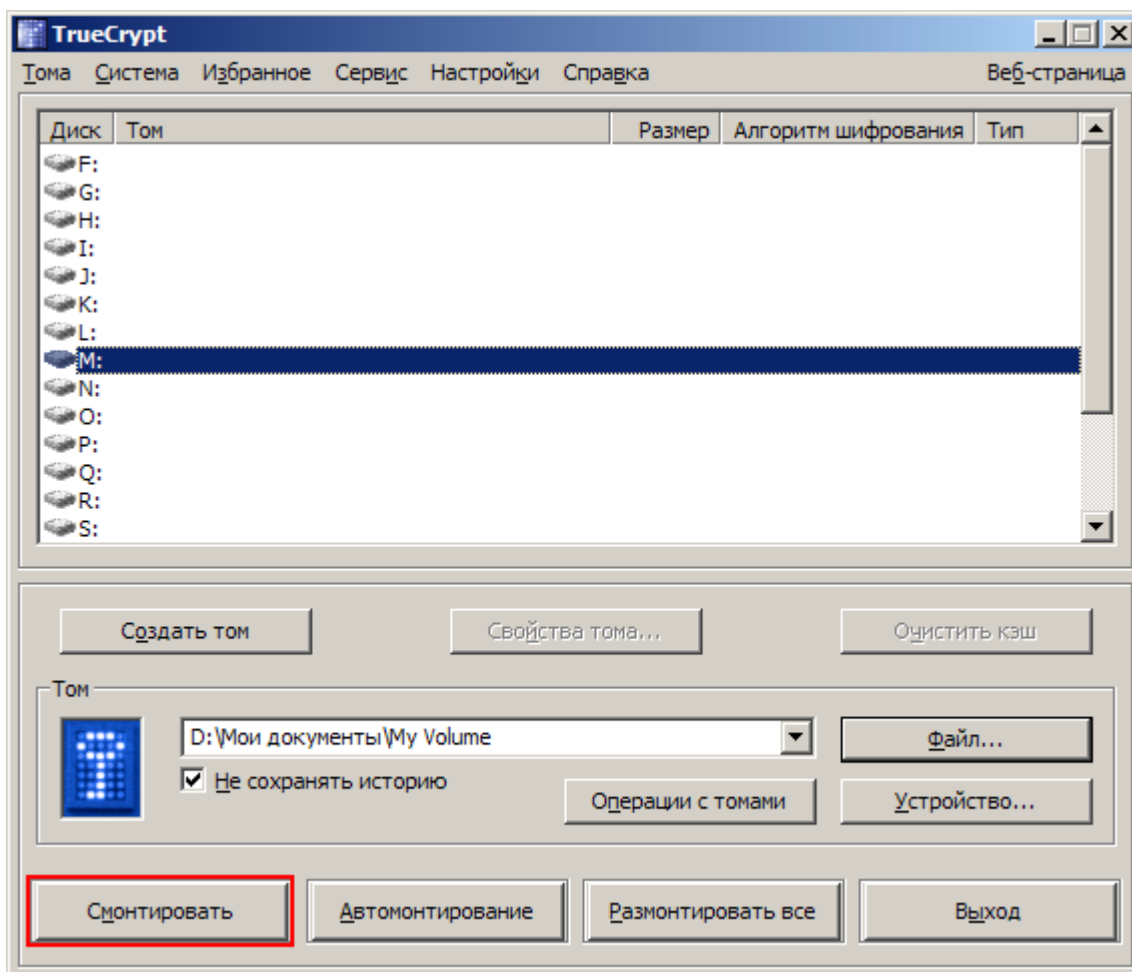 TrueCrypt
Тома Система Избранное Сервис Настройки Справка Веб-страница
Диск Том Размер Алгоритм шифрования Тип
F:
G:
H:
I:
J:
K:
L:
M:
N:
O:
P:
Q:
R:
S:
Создать том Свойства тома... Очистить кэш
Том
D:\Мои документы\My Volume Файл...
Не сохранять историю
Операции с томами Устройство...
Смонтировать Автомонтирование Размонтировать все Выход